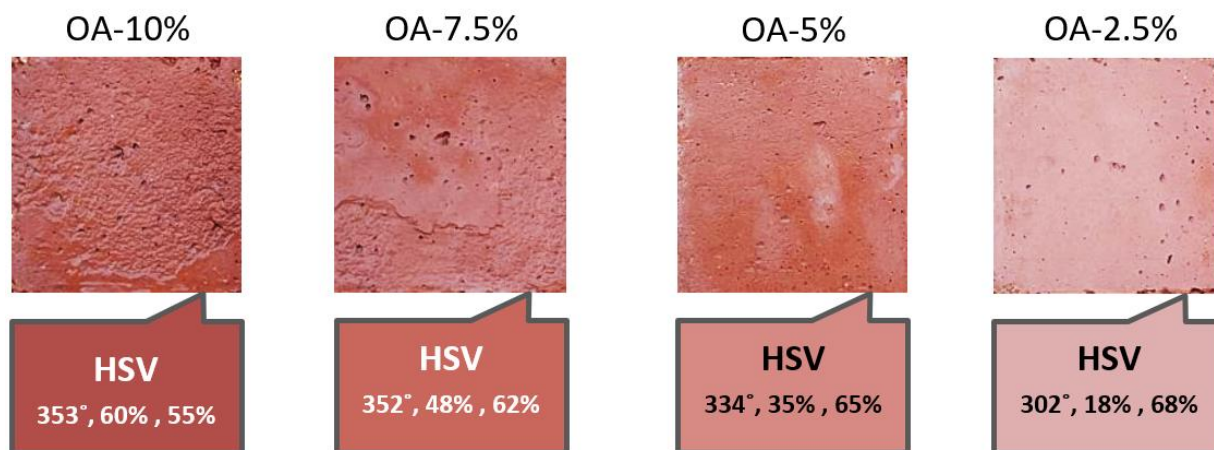 OA-10%
OA-7.5%
OA-5%
OA-2.5%
HSV
353°, 60% , 55%
HSV
352°, 48% , 62%
HSV
334°, 35% , 65%
HSV
302°, 18% , 68%